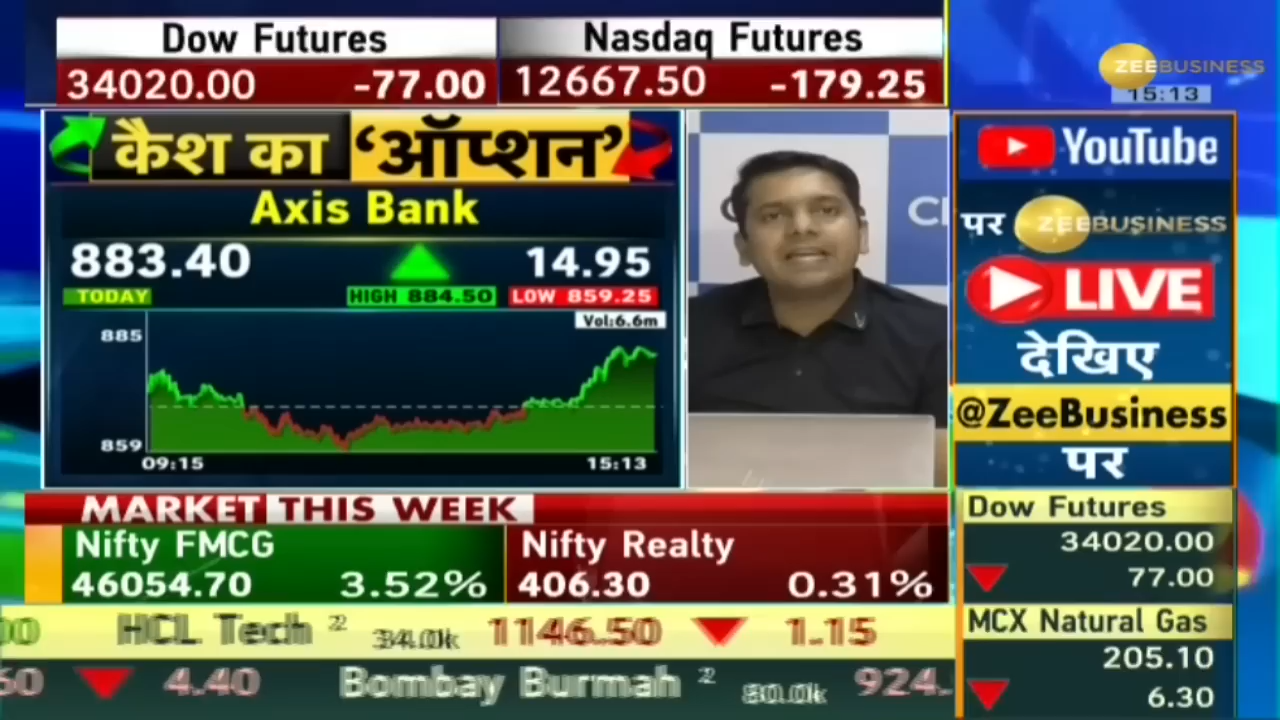 Dow Futures
34020.00 -77.00
Nasdaq Futures
12667.50 -179.25
ZEEBUSINESS
15:13
कैश का 'ऑप्शन'
Axis Bank
883.40 14.95
TODAY HIGH 884.50 LOW 859.25
Vol:6.6m
885
859
09:15 15:13
YouTube
पर ZEEBUSINESS
LIVE
देखिए
@ZeeBusiness
पर
MARKET THIS WEEK
Nifty FMCG
46054.70 3.52%
Nifty Realty
406.30 0.31%
Dow Futures
34020.00
77.00
MCX Natural Gas
205.10
6.30
HCL Tech 34.0k 1146.50 1.15
4.40 Bombay Burmah 80.0k 924.